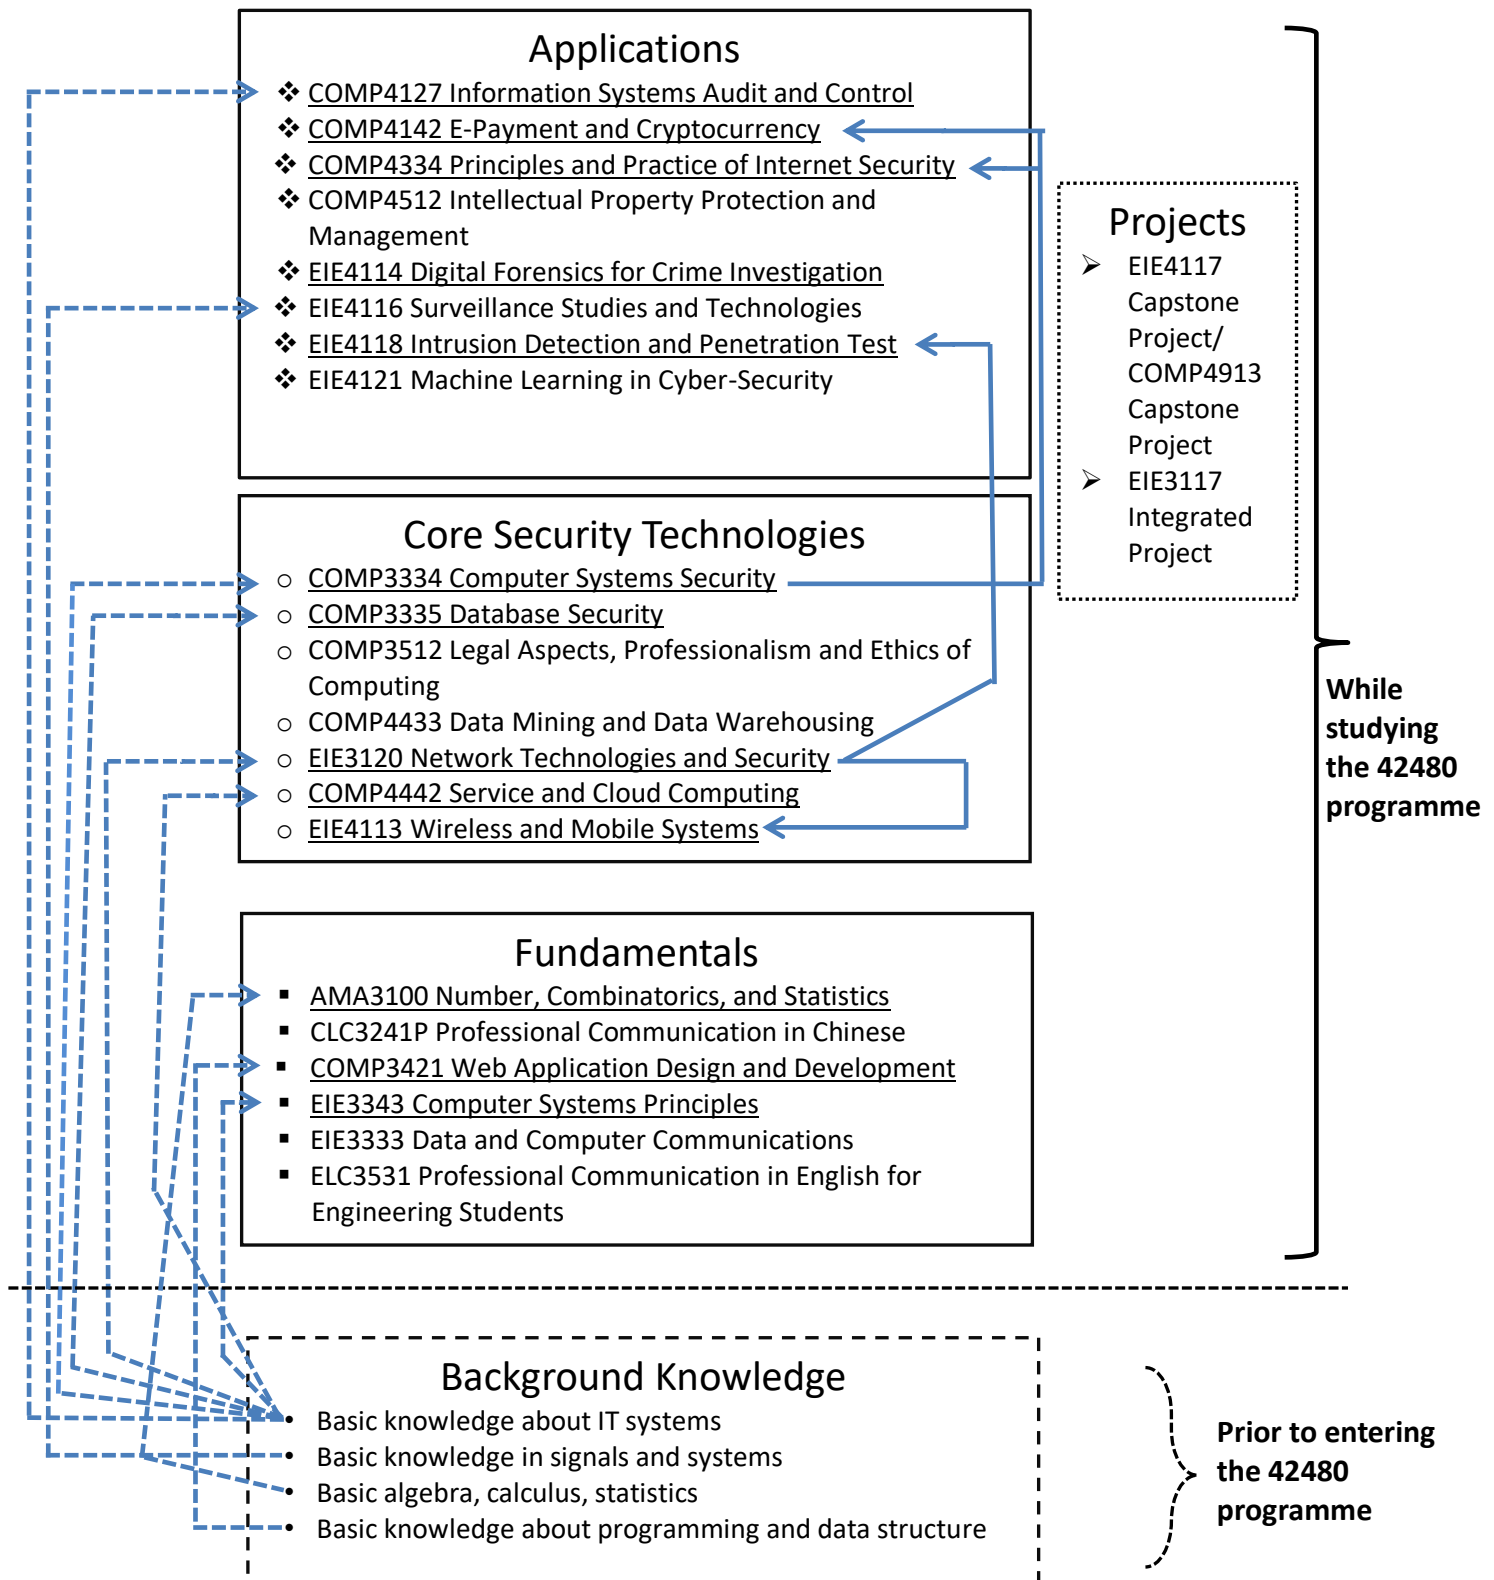 Applications
❖ COMP4127 Information Systems Audit and Control
❖ COMP4142 E-Payment and Cryptocurrency
❖ COMP4334 Principles and Practice of Internet Security
❖ COMP4512 Intellectual Property Protection and
Management
❖ EIE4114 Digital Forensics for Crime Investigation
❖ EIE4116 Surveillance Studies and Technologies
❖ EIE4118 Intrusion Detection and Penetration Test
❖ EIE4121 Machine Learning in Cyber-Security
Projects
➢ EIE4117
Capstone
Project/
COMP4913
Capstone
Project
➢ EIE3117
Integrated
Project
Core Security Technologies
o COMP3334 Computer Systems Security
o COMP3335 Database Security
o COMP3512 Legal Aspects, Professionalism and Ethics of
Computing
o COMP4433 Data Mining and Data Warehousing
o EIE3120 Network Technologies and Security
o COMP4442 Service and Cloud Computing
o EIE4113 Wireless and Mobile Systems
While
studying
the 42480
programme
Fundamentals
▪ AMA3100 Number, Combinatorics, and Statistics
▪ CLC3241P Professional Communication in Chinese
▪ COMP3421 Web Application Design and Development
▪ EIE3343 Computer Systems Principles
▪ EIE3333 Data and Computer Communications
▪ ELC3531 Professional Communication in English for
Engineering Students
Background Knowledge
• Basic knowledge about IT systems
• Basic knowledge in signals and systems
• Basic algebra, calculus, statistics
• Basic knowledge about programming and data structure
Prior to entering
the 42480
programme